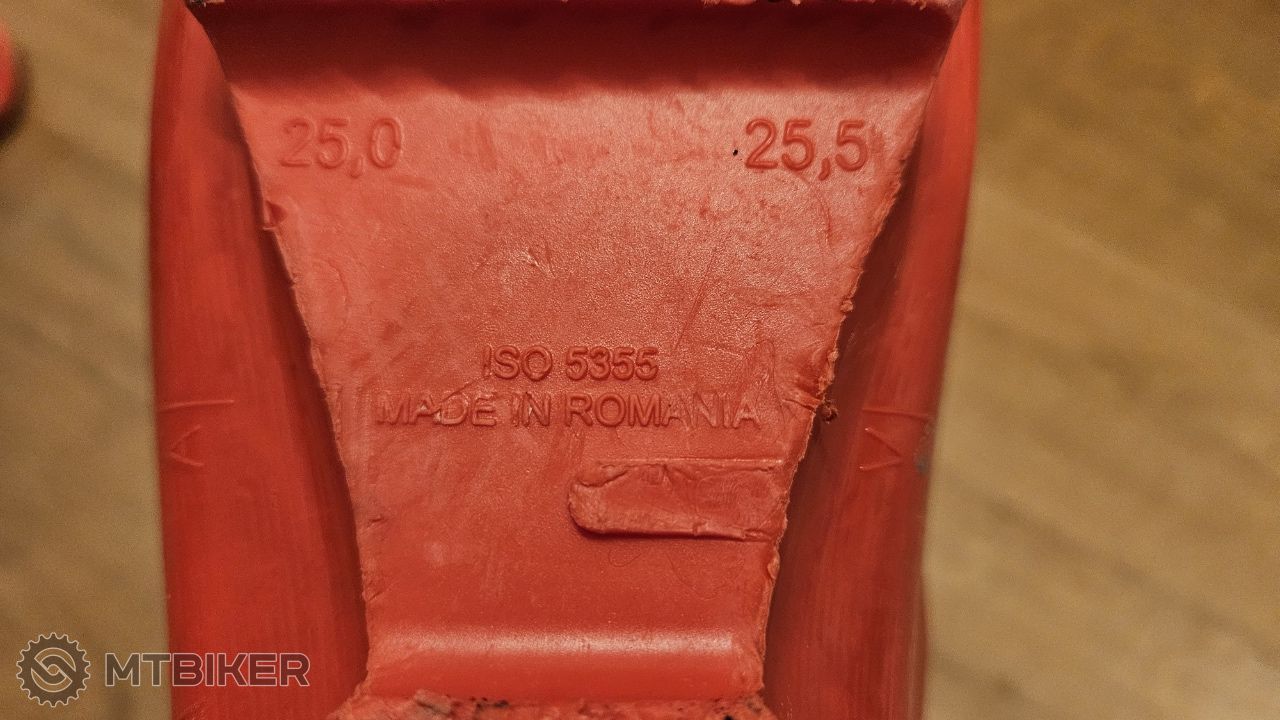 25,0 25,5
ISO 5355
MADE IN ROMANIA
MTBIKER